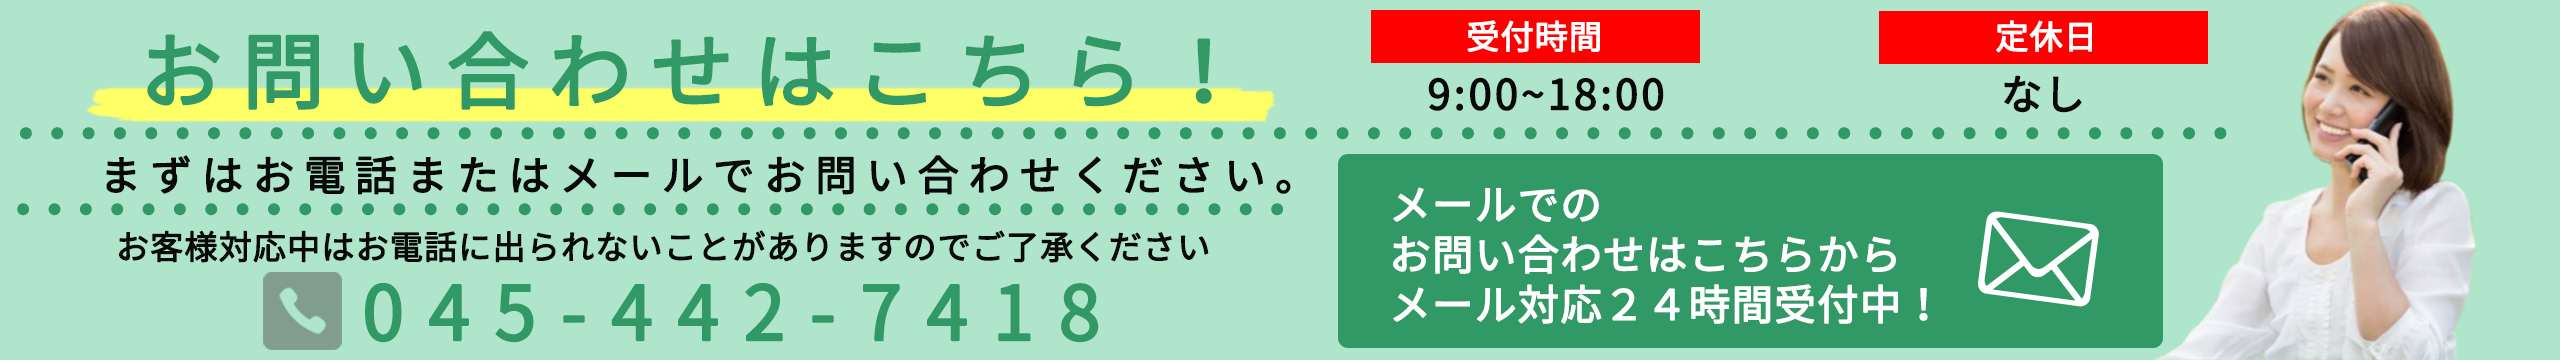 お問い合わせはこちら！
まずはお電話またはメールでお問い合わせください。
お客様対応中はお電話に出られないことがありますのでご了承ください
045-442-7418
受付時間
9:00~18:00
定休日
なし
メールでの
お問い合わせはこちらから
メール対応２４時間受付中！